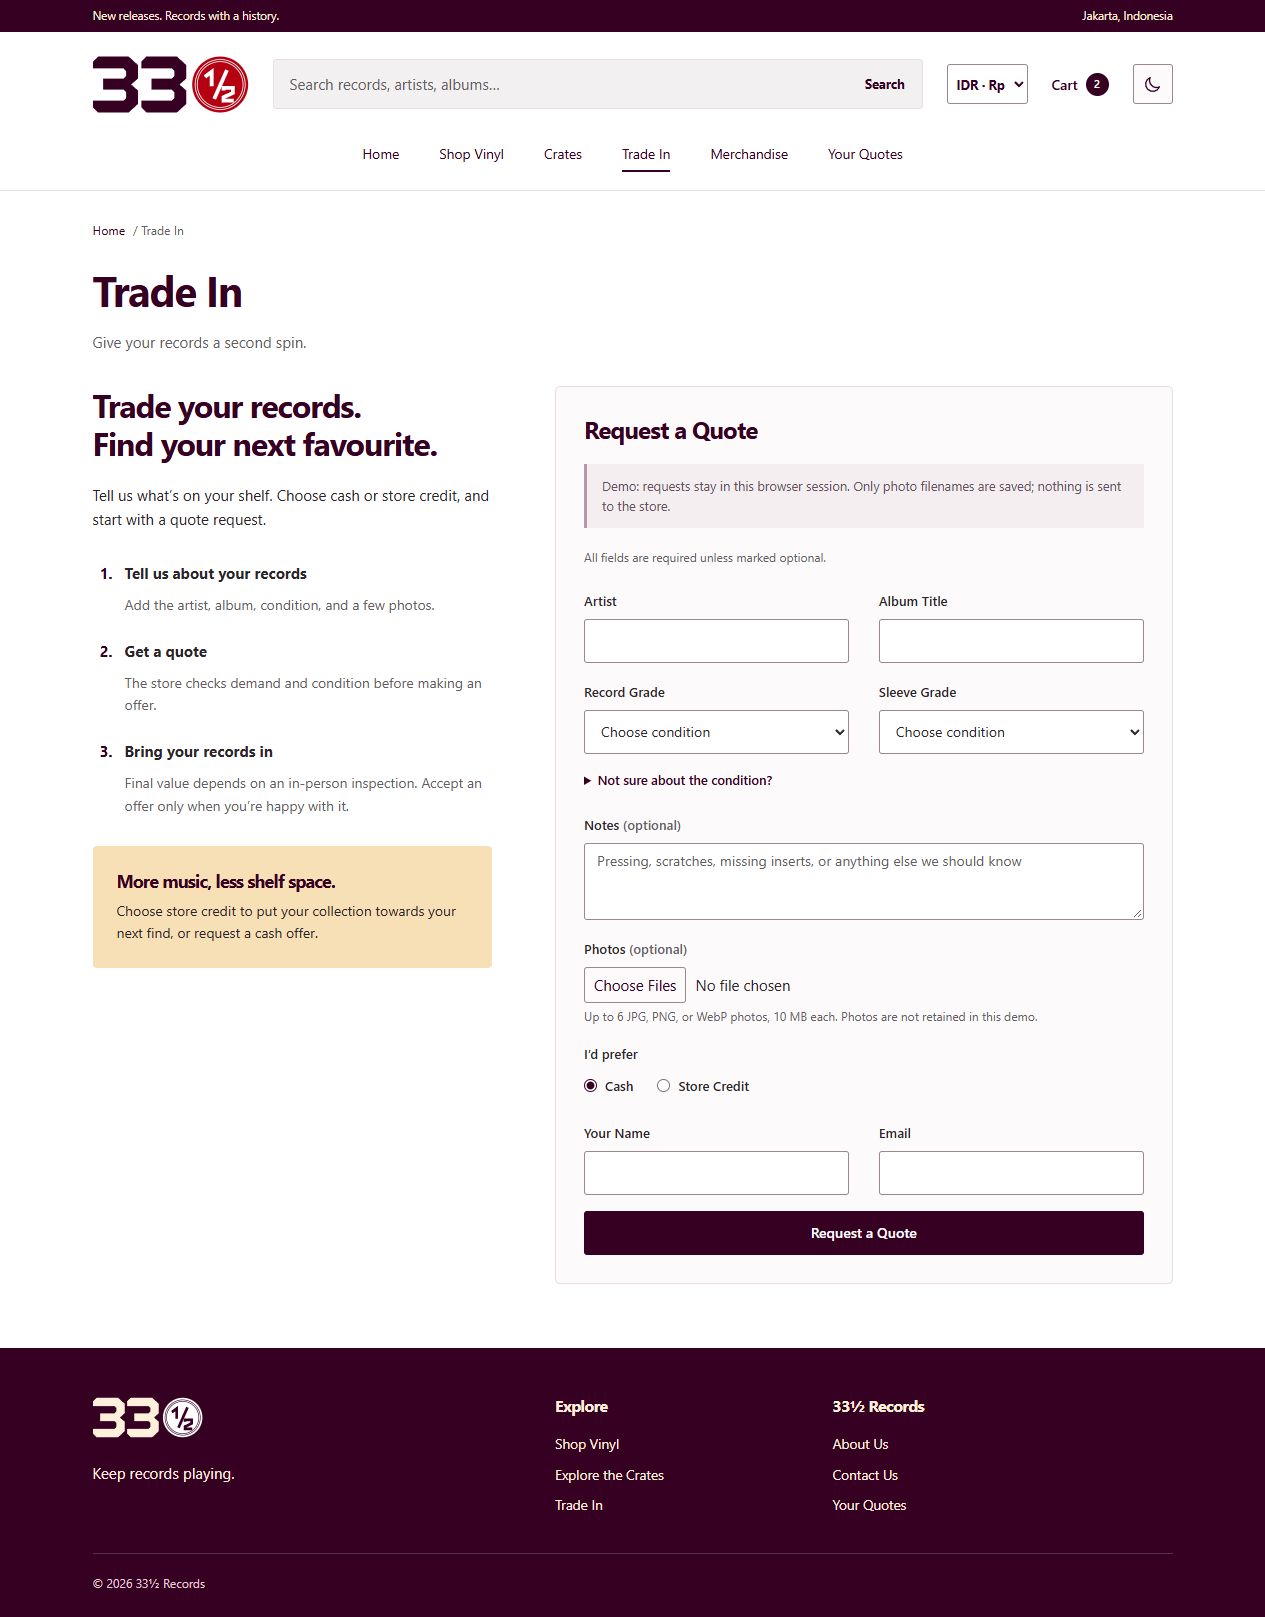 New releases. Records with a history.
Jakarta, Indonesia
33 1/2
Search records, artists, albums...
Search
IDR · Rp
Cart 2
Home
Shop Vinyl
Crates
Trade In
Merchandise
Your Quotes
Home / Trade In
Trade In
Give your records a second spin.
Trade your records.
Find your next favourite.
Tell us what's on your shelf. Choose cash or store credit, and
start with a quote request.
1. Tell us about your records
Add the artist, album, condition, and a few photos.
2. Get a quote
The store checks demand and condition before making an
offer.
3. Bring your records in
Final value depends on an in-person inspection. Accept an
offer only when you're happy with it.
More music, less shelf space.
Choose store credit to put your collection towards your
next find, or request a cash offer.
Request a Quote
Demo: requests stay in this browser session. Only photo filenames are saved; nothing is sent
to the store.
All fields are required unless marked optional.
Artist
Album Title
Record Grade
Sleeve Grade
Choose condition
Choose condition
Not sure about the condition?
Notes (optional)
Pressing, scratches, missing inserts, or anything else we should know
Photos (optional)
Choose Files No file chosen
Up to 6 JPG, PNG, or WebP photos, 10 MB each. Photos are not retained in this demo.
I'd prefer
Cash
Store Credit
Your Name
Email
Request a Quote
33 1/2
Keep records playing.
Explore
Shop Vinyl
Explore the Crates
Trade In
33½ Records
About Us
Contact Us
Your Quotes
© 2026 33½ Records